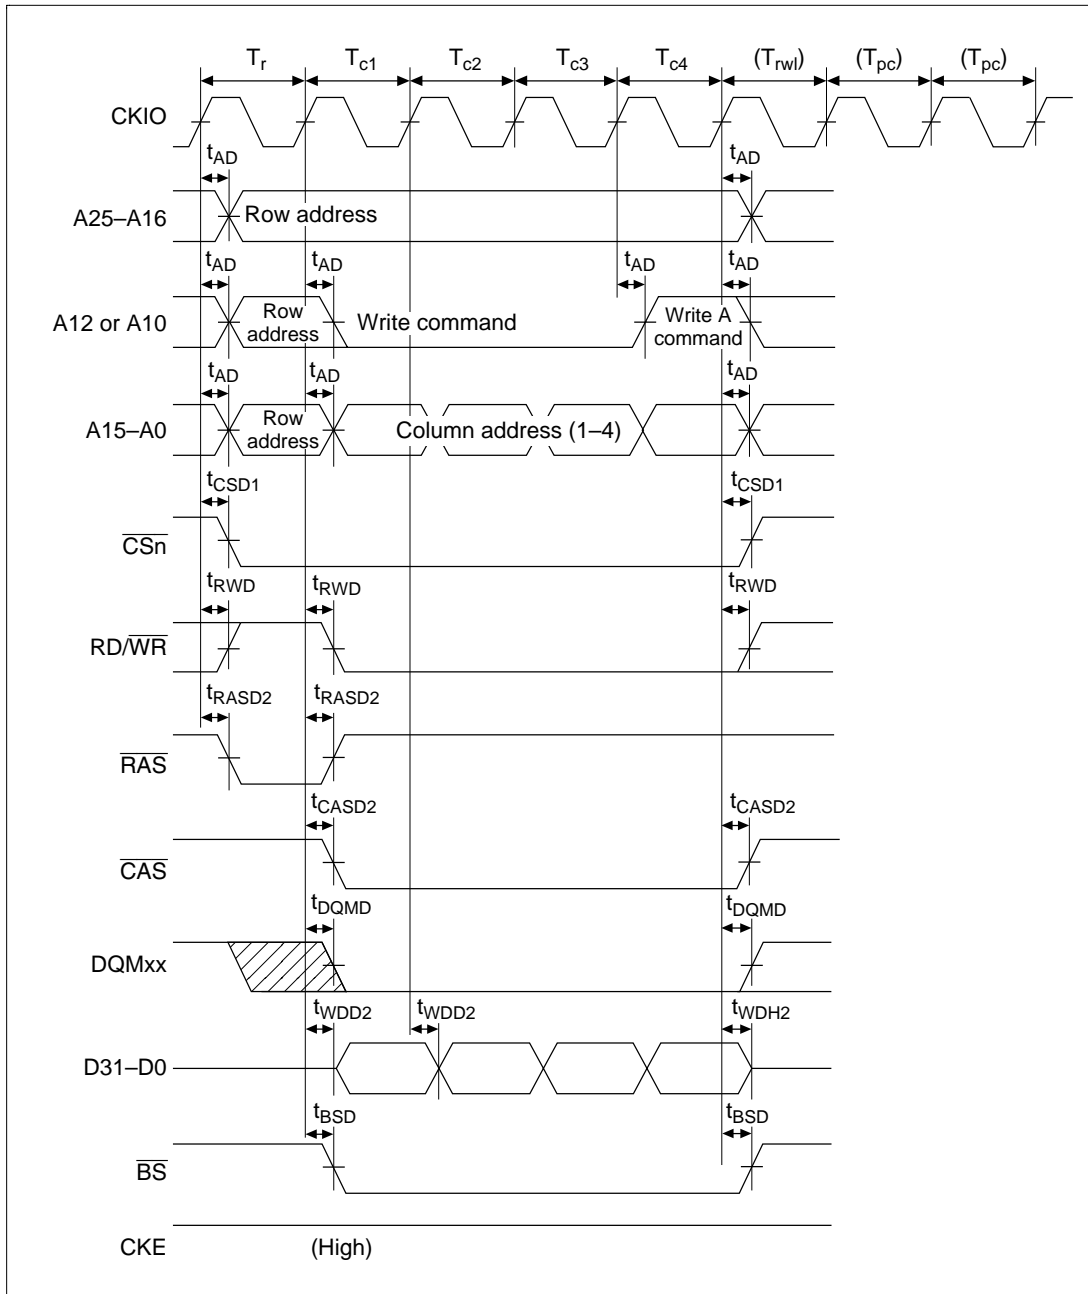 Tr Tc1 Tc2 Tc3 Tc4 (Trwl) (Tpc) (Tpc)
CKIO
tAD tAD
A25–A16 Row address
tAD tAD tAD tAD
A12 or A10 Row address Write command Write A command
tAD tAD tAD
A15–A0 Row address Column address (1–4)
tCSD1 tCSD1
CSn
tRWD tRWD tRWD
RD/WR
tRASD2 tRASD2
RAS
tCASD2 tCASD2
CAS
tDQMD tDQMD
DQMxx
tWDD2 tWDD2 tWDH2
D31–D0
tBSD tBSD
BS
CKE (High)